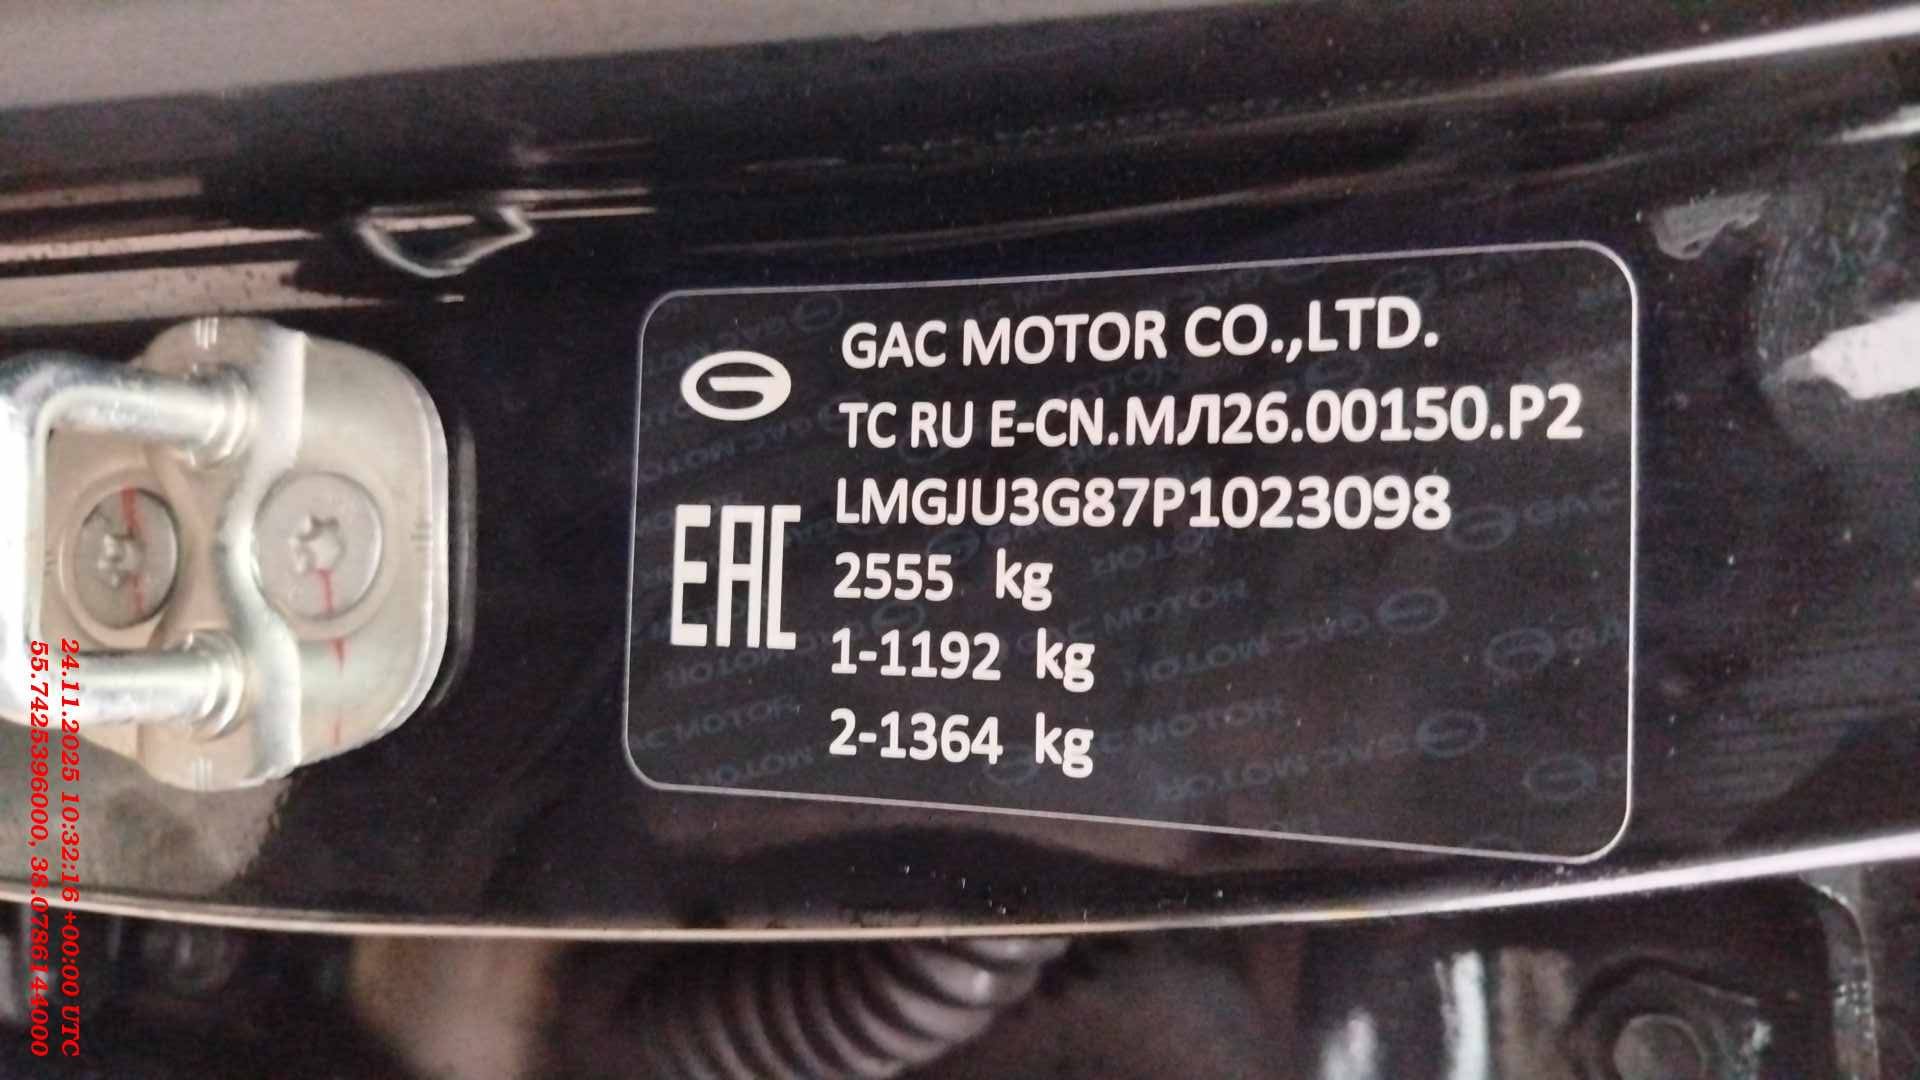 GAC MOTOR CO.,LTD.
TC RU E-CN.МЛ26.00150.P2
LMGJU3G87P1023098
2555 kg
1-1192 kg
2-1364 kg
EAC
24.11.2025 10:32:16 +00:00 UTC
55.7425396000, 38.0786144000